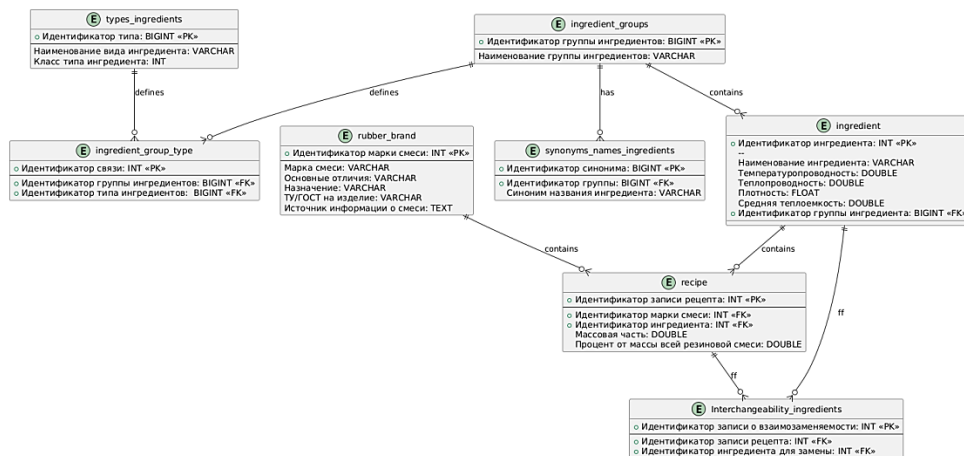 E types_ingredients
Идентификатор типа: BIGINT «PK»
Наименование вида ингредиента: VARCHAR
Класс типа ингредиента: INT
E ingredient_groups
Идентификатор группы ингредиентов: BIGINT «PK»
Наименование группы ингредиентов: VARCHAR
defines
defines
has
contains
E ingredient_group_type
Идентификатор связи: INT «PK»
Идентификатор группы ингредиентов: BIGINT «FK»
Идентификатор типа ингредиентов: BIGINT «FK»
E rubber_brand
Идентификатор марки смеси: INT «PK»
Марка смеси: VARCHAR
Основные отличия: VARCHAR
Назначение: VARCHAR
ТУ/ГОСТ на изделие: VARCHAR
Источник информации о смеси: TEXT
E synonyms_names_ingredients
Идентификатор синонима: BIGINT «PK»
Идентификатор группы: BIGINT «FK»
Синоним названия ингредиента: VARCHAR
E ingredient
Идентификатор ингредиента: INT «PK»
--
Наименование ингредиента: VARCHAR
Температуропроводность: DOUBLE
Теплопроводность: DOUBLE
Плотность: FLOAT
Средняя теплоемкость: DOUBLE
Идентификатор группы ингредиента: BIGINT «FK»
contains
contains
E recipe
Идентификатор записи рецепта: INT «PK»
Идентификатор марки смеси: INT «FK»
Идентификатор ингредиента: INT «FK»
Массовая часть: DOUBLE
Процент от массы всей резиновой смеси: DOUBLE
ff
ff
E Interchangeability_ingredients
Идентификатор записи о взаимозаменяемости: INT «PK»
Идентификатор записи рецепта: INT «FK»
Идентификатор ингредиента для замены: INT «FK»